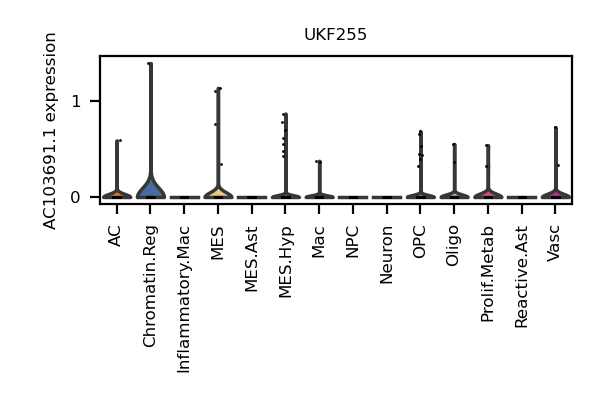 UKF255
AC103691.1 expression
1
0
AC
Chromatin.Reg
Inflammatory.Mac
MES
MES.Ast
MES.Hyp
Mac
NPC
Neuron
OPC
Oligo
Prolif.Metab
Reactive.Ast
Vasc